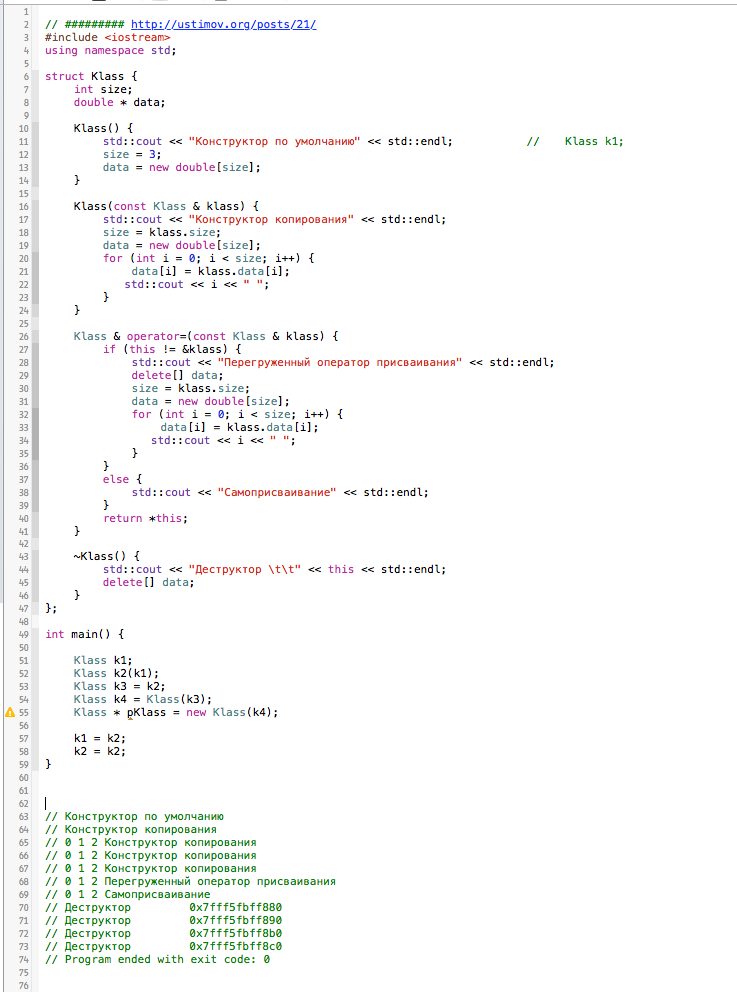 1
2 // ######### http://ustimov.org/posts/21/
3 #include <iostream>
4 using namespace std;
5
6 struct Klass {
7     int size;
8     double * data;
9
10     Klass() {
11         std::cout << "Конструктор по умолчанию" << std::endl;           //    Klass k1;
12         size = 3;
13         data = new double[size];
14     }
15
16     Klass(const Klass & klass) {
17         std::cout << "Конструктор копирования" << std::endl;
18         size = klass.size;
19         data = new double[size];
20         for (int i = 0; i < size; i++) {
21             data[i] = klass.data[i];
22            std::cout << i << " ";
23         }
24     }
25
26     Klass & operator=(const Klass & klass) {
27         if (this != &klass) {
28             std::cout << "Перегруженный оператор присваивания" << std::endl;
29             delete[] data;
30             size = klass.size;
31             data = new double[size];
32             for (int i = 0; i < size; i++) {
33                 data[i] = klass.data[i];
34                std::cout << i << " ";
35             }
36         }
37         else {
38             std::cout << "Самоприсваивание" << std::endl;
39         }
40         return *this;
41     }
42
43     ~Klass() {
44         std::cout << "Деструктор \t\t" << this << std::endl;
45         delete[] data;
46     }
47 };
48
49 int main() {
50
51     Klass k1;
52     Klass k2(k1);
53     Klass k3 = k2;
54     Klass k4 = Klass(k3);
55     Klass * pKlass = new Klass(k4);
56
57     k1 = k2;
58     k2 = k2;
59 }
60
61
62
63 // Конструктор по умолчанию
64 // Конструктор копирования
65 // 0 1 2 Конструктор копирования
66 // 0 1 2 Конструктор копирования
67 // 0 1 2 Конструктор копирования
68 // 0 1 2 Перегруженный оператор присваивания
69 // 0 1 2 Самоприсваивание
70 // Деструктор         0x7fff5fbff880
71 // Деструктор         0x7fff5fbff890
72 // Деструктор         0x7fff5fbff8b0
73 // Деструктор         0x7fff5fbff8c0
74 // Program ended with exit code: 0
75
76